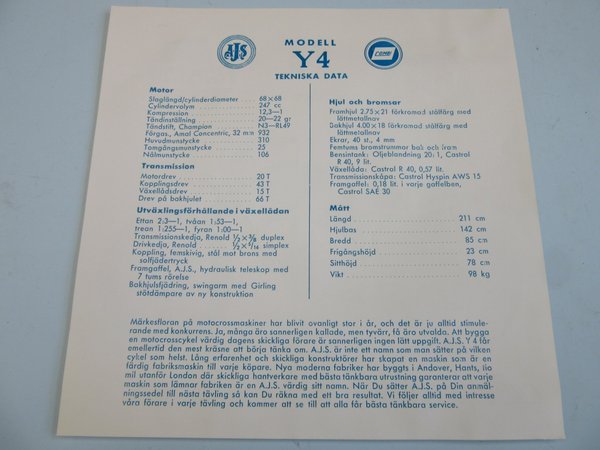 AJS
MODELL
Y4
TEKNISKA DATA
COMBI
Motor
Slaglängd/cylinderdiameter 68×68
Cylindervolym 247 cc
Kompression 12,3—1
Tändinställning 20—22 gr
Tändstift, Champion N3—RL49
Förgas., Amal Concentric, 32 mm 932
Huvudmunstycke 310
Tomgångsmunstycke 25
Nålmunstycke 106
Transmission
Motordrev 20 T
Kopplingsdrev 43 T
Växellådsdrev 15 T
Drev på bakhjulet 66 T
Utväxlingsförhållande i växellådan
Ettan 2:3—1, tvåan 1:53—1,
trean 1:255—1, fyran 1:00—1
Transmissionskedja, Renold 1/2 × 3/8 duplex
Drivkedja, Renold 1/2 × 5/16 simplex
Koppling, femskivig, stål mot brons med
solfjädertryck
Framgaffel, A.J.S., hydraulisk teleskop med
7 tums rörelse
Bakhjulsfjädring, swingarm med Girling
stötdämpare av ny konstruktion
Hjul och bromsar
Framhjul 2.75×21 förkromad stålfärg med
lättmetallnav
Bakhjul 4.00×18 förkromad stålfärg med
lättmetallnav
Ekrar, 40 st., 4 mm
Femtums bromstrummor bak och fram
Bensintank: Oljeblandning 20:1, Castrol
R 40, 9 lit.
Växellåda: Castrol R 40, 0,57 lit.
Transmissionskåpa: Castrol Hyspin AWS 15
Framgaffel: 0,18 lit. i varje gaffelben,
Castrol SAE 30
Mått
Längd 211 cm
Hjulbas 142 cm
Bredd 85 cm
Frigångshöjd 23 cm
Sitthöjd 78 cm
Vikt 98 kg
Märkesfloran på motocrossmaskiner har blivit ovanligt stor i år, och det är ju alltid stimule-
rande med konkurrens. Ja, många äro sannerligen kallade, men tyvärr, få äro utvalda. Att bygga
en motocrosscykel värdig dagens skickliga förare är sannerligen ingen lätt uppgift. A.J.S. Y 4 får
emellertid den mest kräsne att börja tänka om. A.J.S. är inte ett namn som man sätter på vilken
cykel som helst. Lång erfarenhet och skickliga konstruktörer har skapat en maskin som är en
färdig fabriksmaskin till varje köpare. Nya moderna fabriker har byggts i Andover, Hants, tio
mil utanför London där skickliga hantverkare med bästa tänkbara utrustning garanterar att varje
maskin som lämnar fabriken är en A.J.S. värdig sitt namn. När Du sätter A.J.S. på Din anmäl-
ningssedel till nästa tävling så kan Du räkna med ett bra resultat. Vi följer alltid med intresse
våra förare i varje tävling och kommer att se till att alla får bästa tänkbara service.